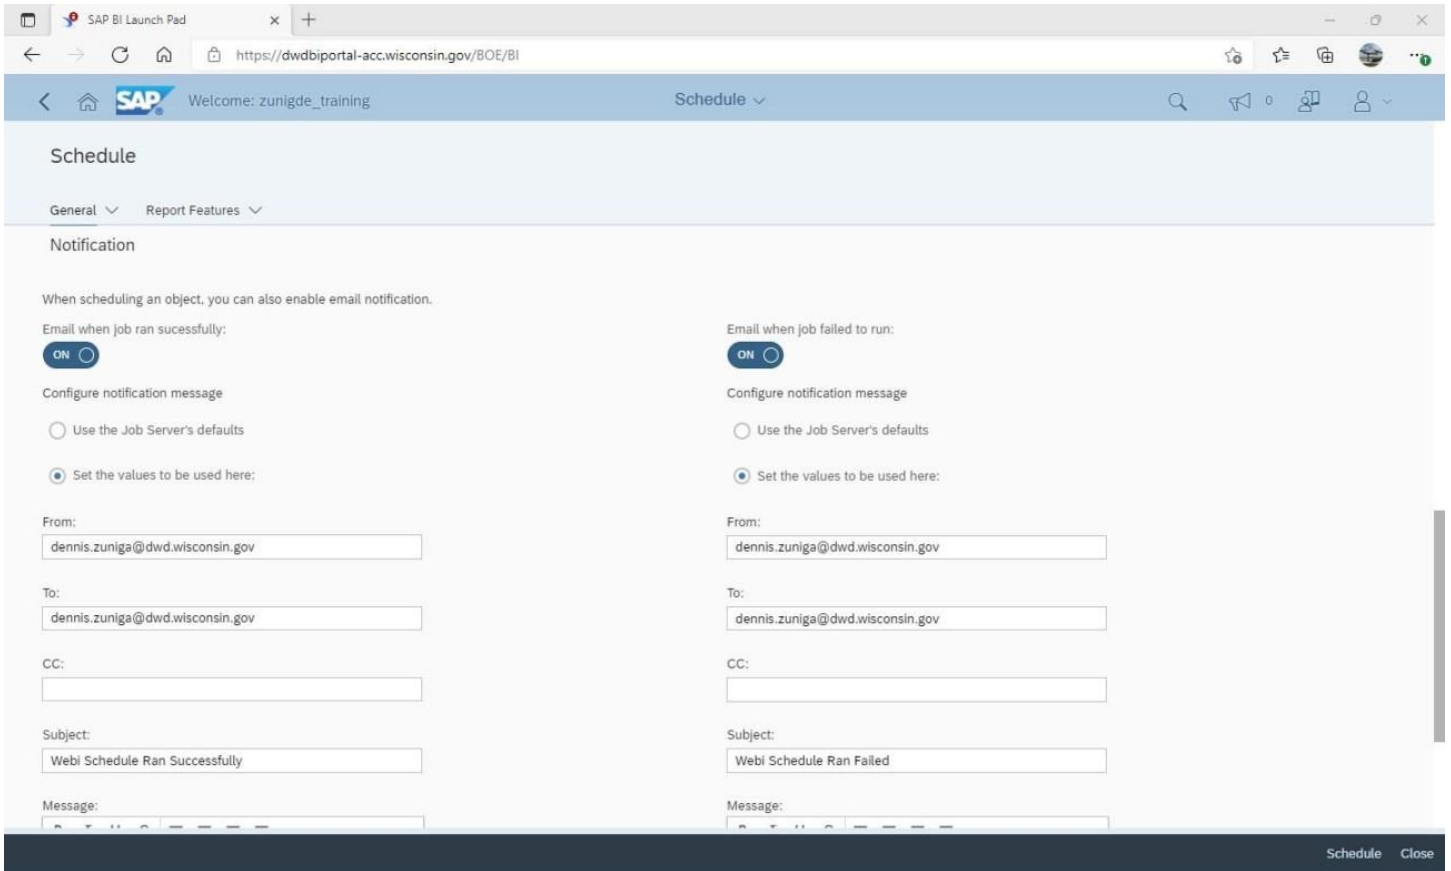 SAP BI Launch Pad
https://dwdbiportal-acc.wisconsin.gov/BOE/BI
SAP Welcome: zunigde_training Schedule 0
Schedule
General Report Features
Notification
When scheduling an object, you can also enable email notification.
Email when job ran sucessfully: Email when job failed to run:
ON ON
Configure notification message Configure notification message
Use the Job Server's defaults Use the Job Server's defaults
Set the values to be used here: Set the values to be used here:
From: From:
dennis.zuniga@dwd.wisconsin.gov dennis.zuniga@dwd.wisconsin.gov
To: To:
dennis.zuniga@dwd.wisconsin.gov dennis.zuniga@dwd.wisconsin.gov
CC: CC:
Subject: Subject:
Webi Schedule Ran Successfully Webi Schedule Ran Failed
Message: Message:
Schedule Close